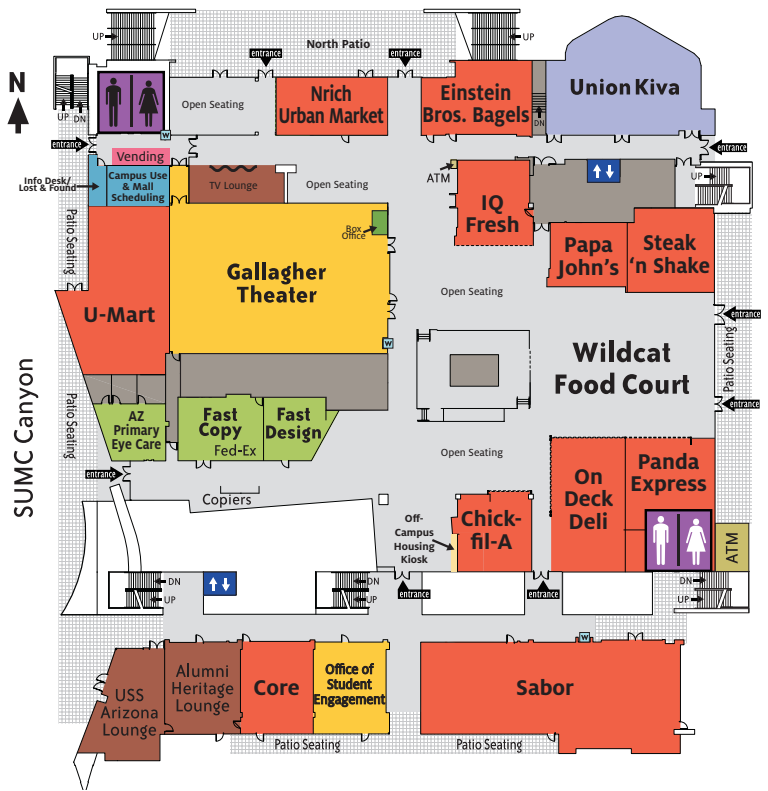 UP
UP
entrance
North Patio
entrance
N
UP
DN
Open Seating
Nrich
Urban Market
Einstein
Bros. Bagels
DN
Union Kiva
W
entrance
entrance
Vending
Info Desk/
Lost & Found
Campus Use
& Mall
Scheduling
TV Lounge
Open Seating
ATM
UP
IQ
Fresh
Patio Seating
Box
Office
Papa
John's
Steak
'n Shake
Gallagher
Theater
Open Seating
U-Mart
entrance
W
Wildcat
Food Court
Patio Seating
SUMC Canyon
Patio Seating
entrance
AZ
Primary
Eye Care
Fast
Copy
Fed-Ex
Fast
Design
Open Seating
entrance
Copiers
On
Deck
Deli
Panda
Express
Off-
Campus
Housing
Kiosk
Chick-
fil-A
ATM
DN
UP
DN
UP
entrance
entrance
DN
UP
W
USS
Arizona
Lounge
Alumni
Heritage
Lounge
Core
Office of
Student
Engagement
Sabor
Patio Seating
Patio Seating